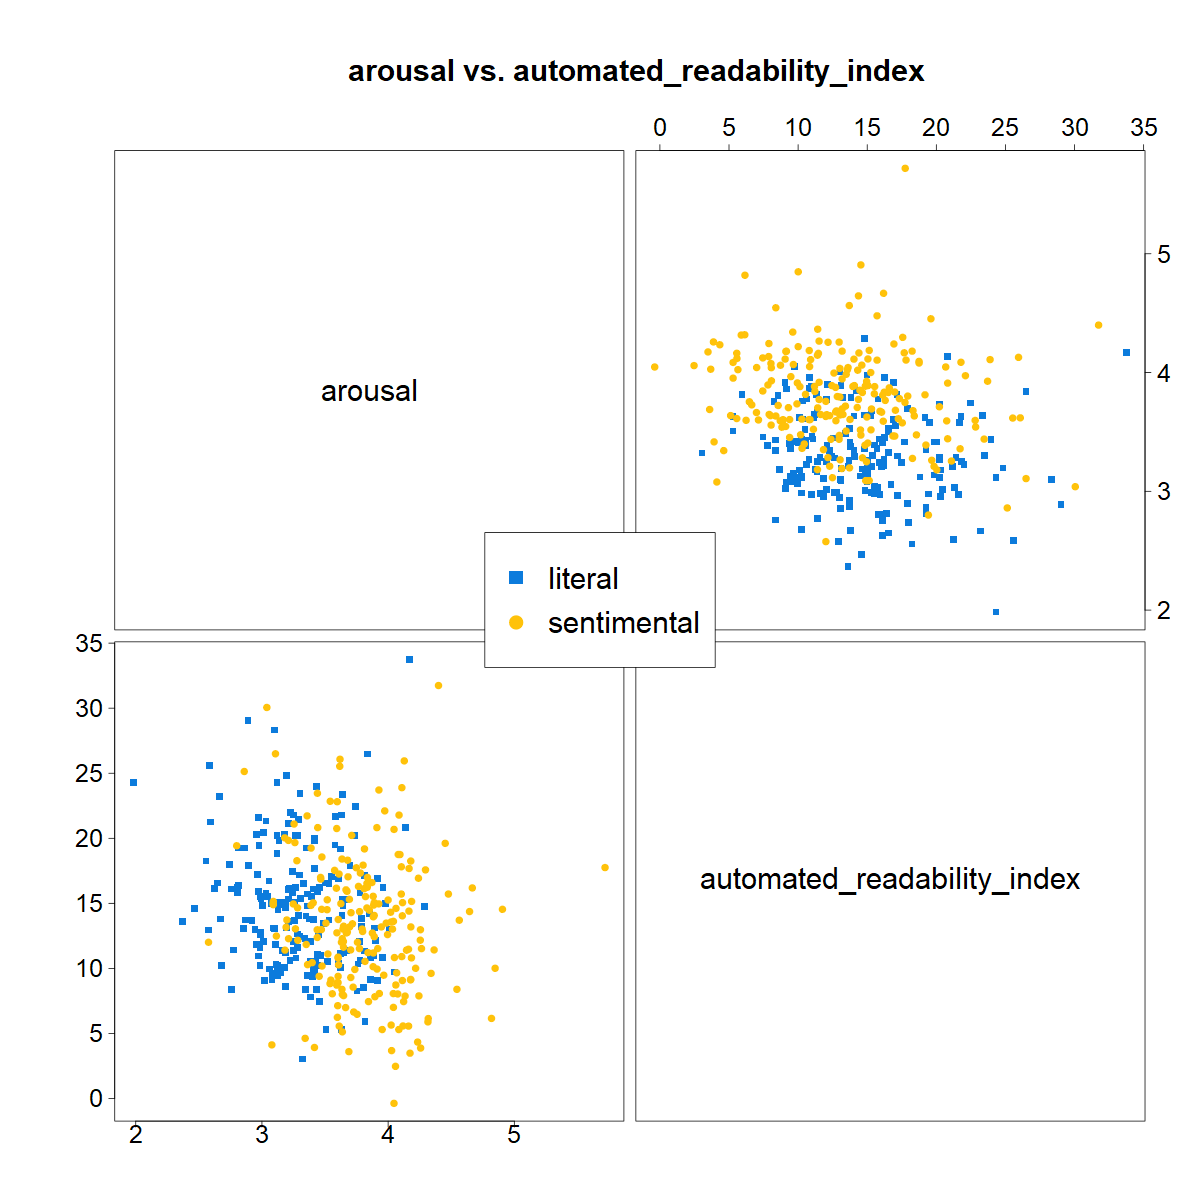 arousal vs. automated_readability_index
0 5 10 15 20 25 30 35
arousal
5
4
3
2
literal
sentimental
35
30
25
20
15
10
5
0
automated_readability_index
2 3 4 5